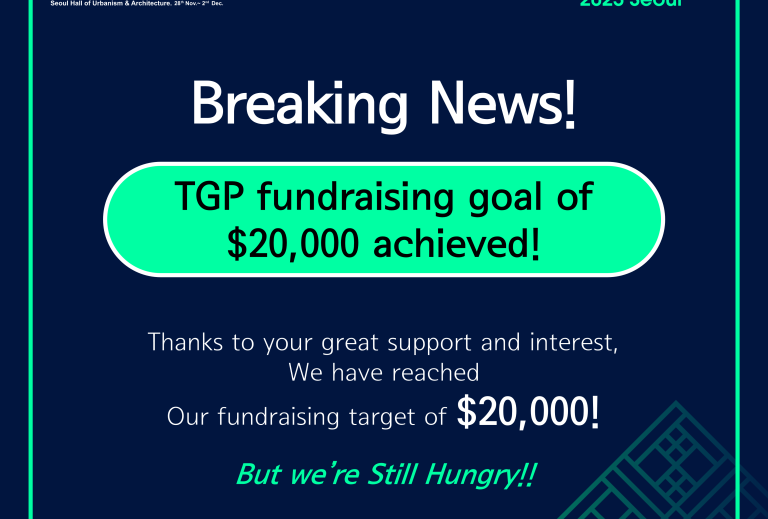 Seoul Hall of Urbanism & Architecture. 28th Nov.~ 2nd Dec.
2023 Seoul
Breaking News!
TGP fundraising goal of
$20,000 achieved!
Thanks to your great support and interest,
We have reached
Our fundraising target of $20,000!
But we’re Still Hungry!!